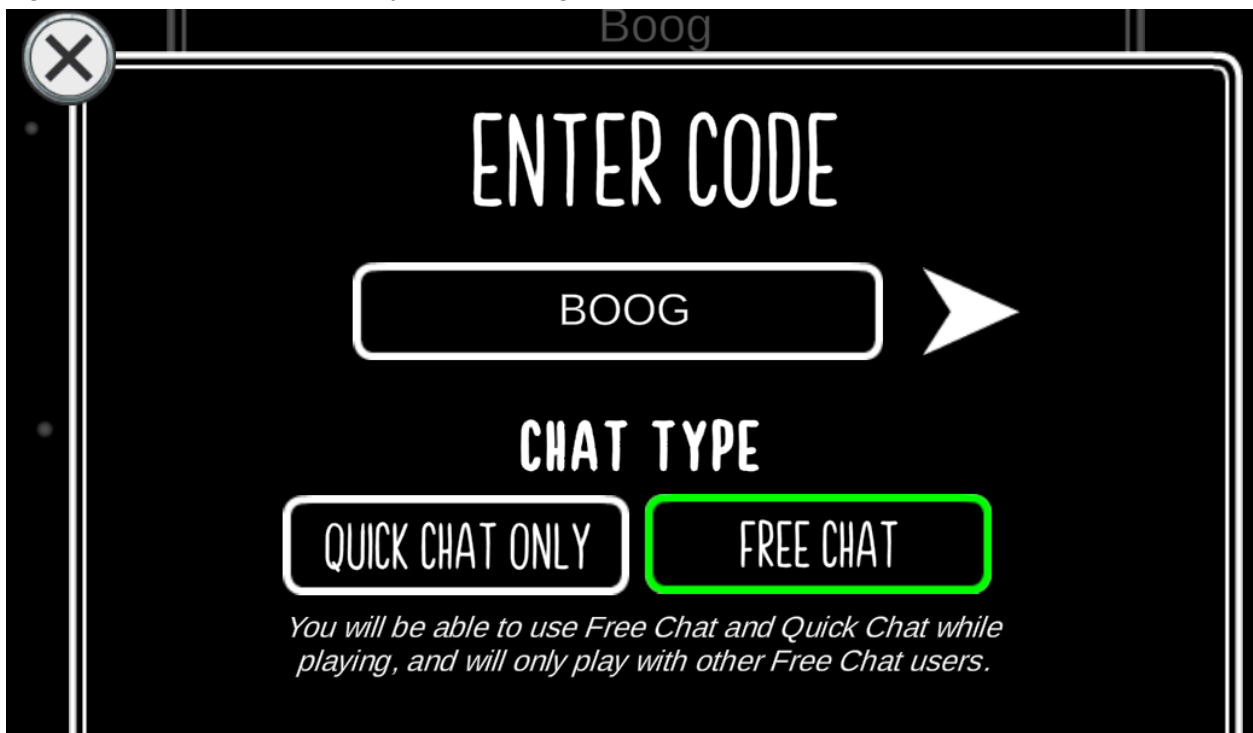 Boog
ENTER CODE
BOOG
CHAT TYPE
QUICK CHAT ONLY
FREE CHAT
You will be able to use Free Chat and Quick Chat while
playing, and will only play with other Free Chat users.